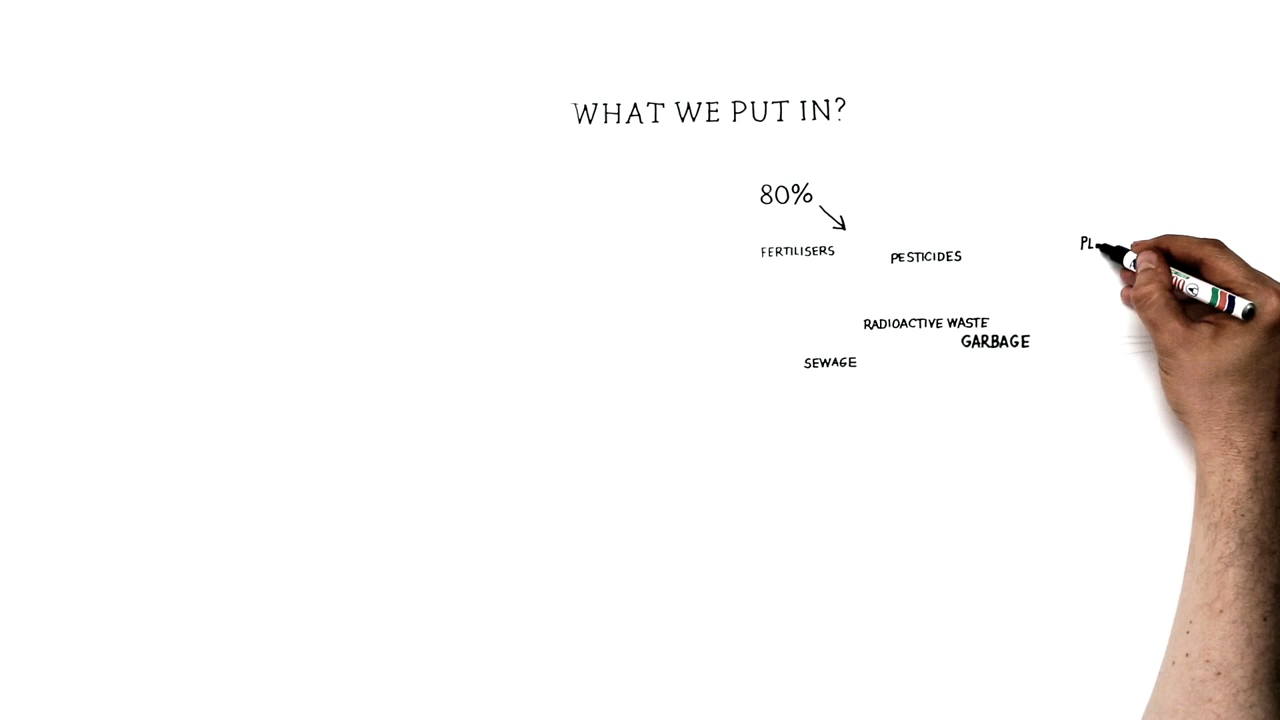 WHAT WE PUT IN?
80%
FERTILISERS
PESTICIDES
PL
RADIOACTIVE WASTE
GARBAGE
SEWAGE